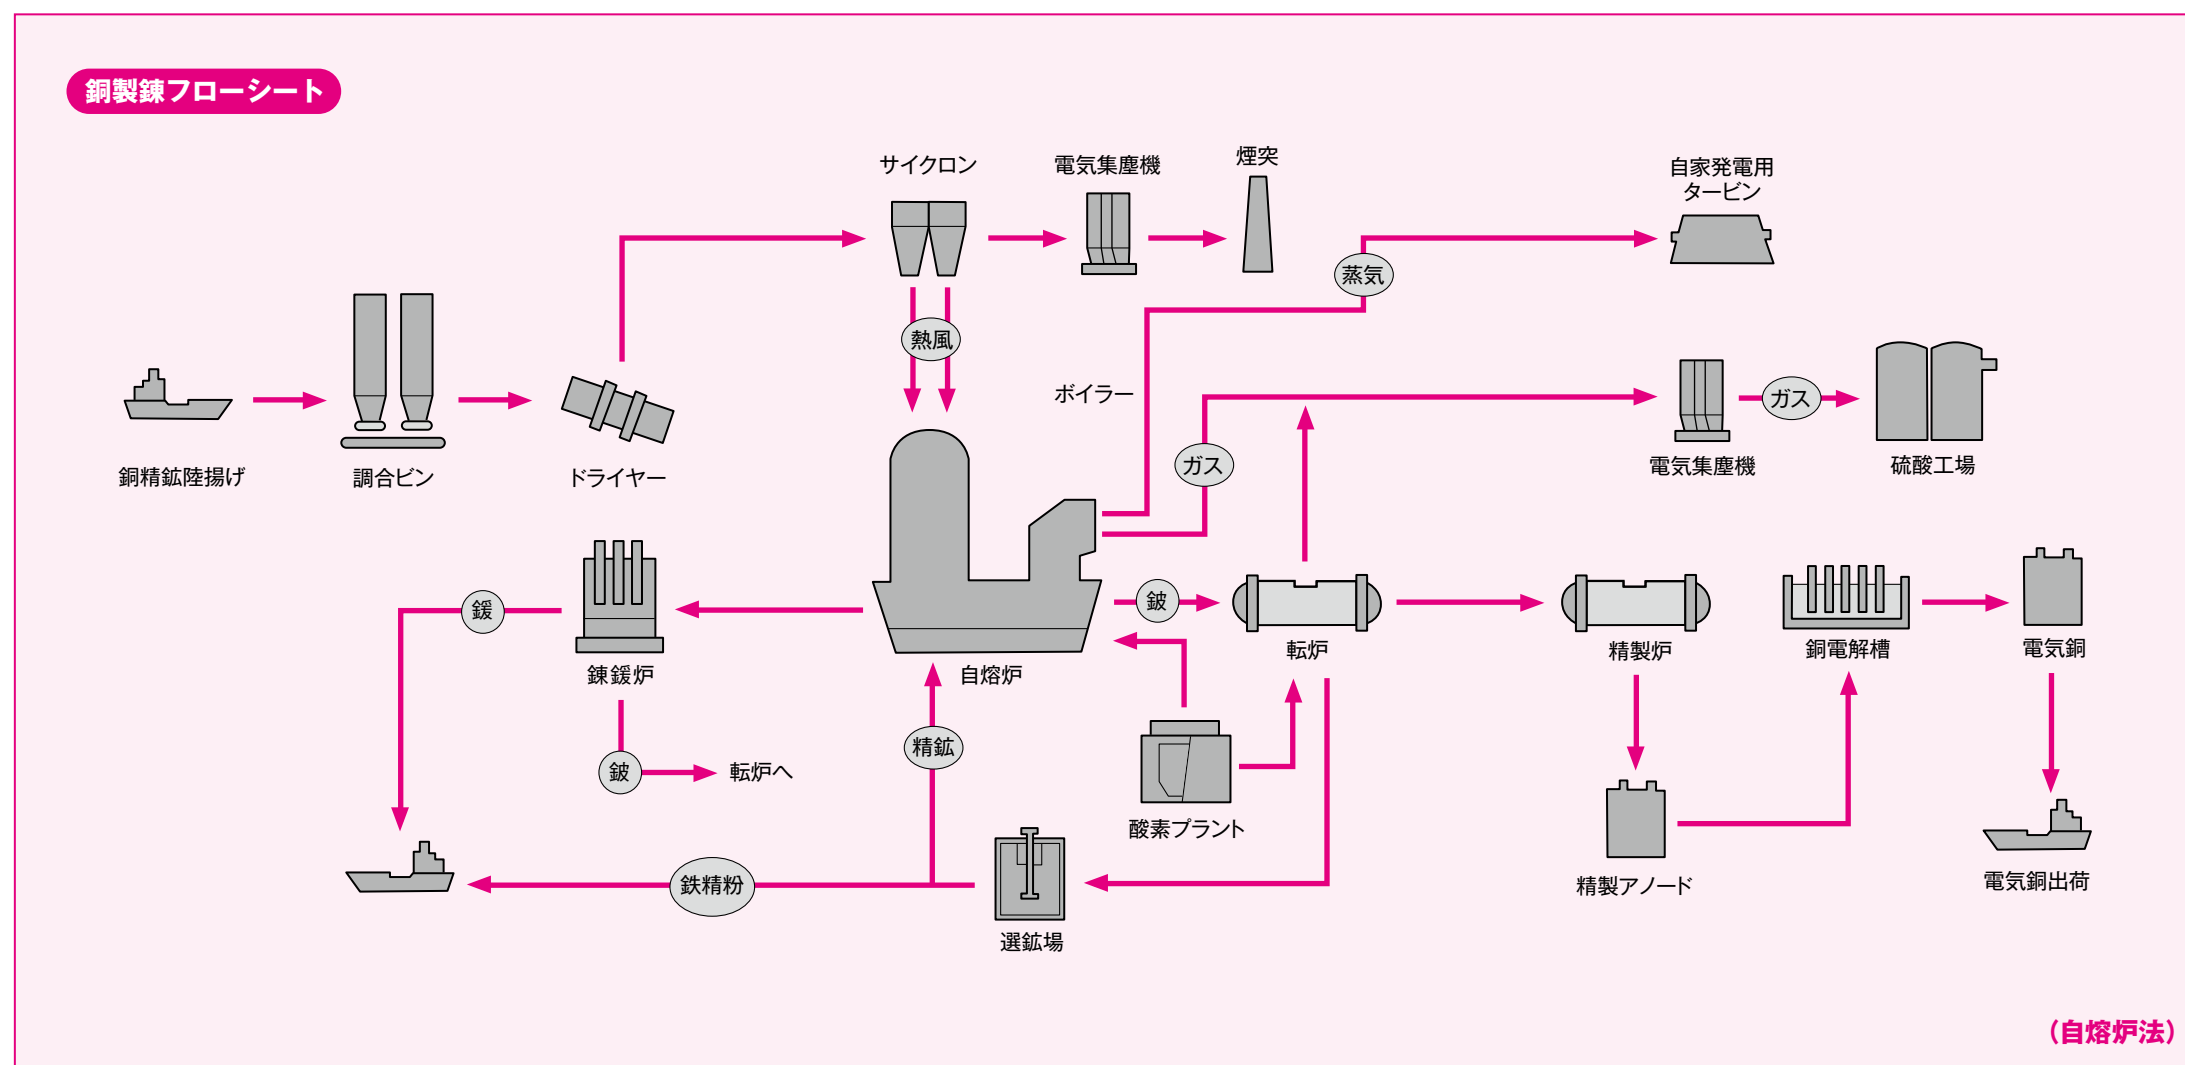 銅製錬フローシート
サイクロン
電気集塵機
煙突
自家発電用
タービン
蒸気
熱風
ボイラー
ガス
ガス
銅精鉱陸揚げ
調合ビン
ドライヤー
電気集塵機
硫酸工場
鍰
錬鍰炉
自熔炉
鈹
転炉
精製炉
銅電解槽
電気銅
鈹
転炉へ
精鉱
酸素プラント
鉄精粉
選鉱場
精製アノード
電気銅出荷
（自熔炉法）